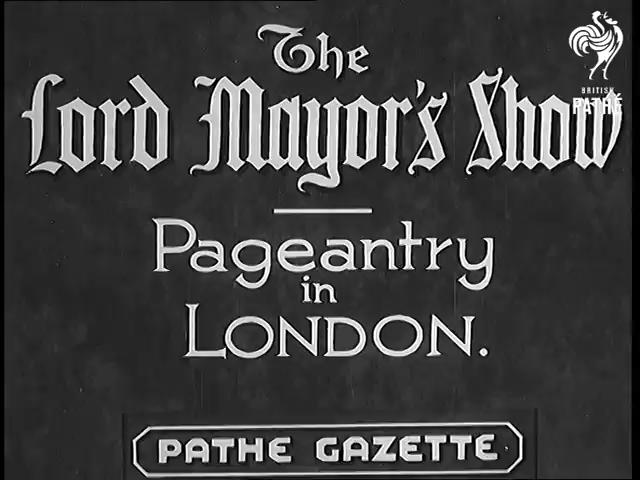 The
Lord Mayor's Show
Pageantry
in
LONDON.
PATHE GAZETTE
BRITISH
PATHÉ